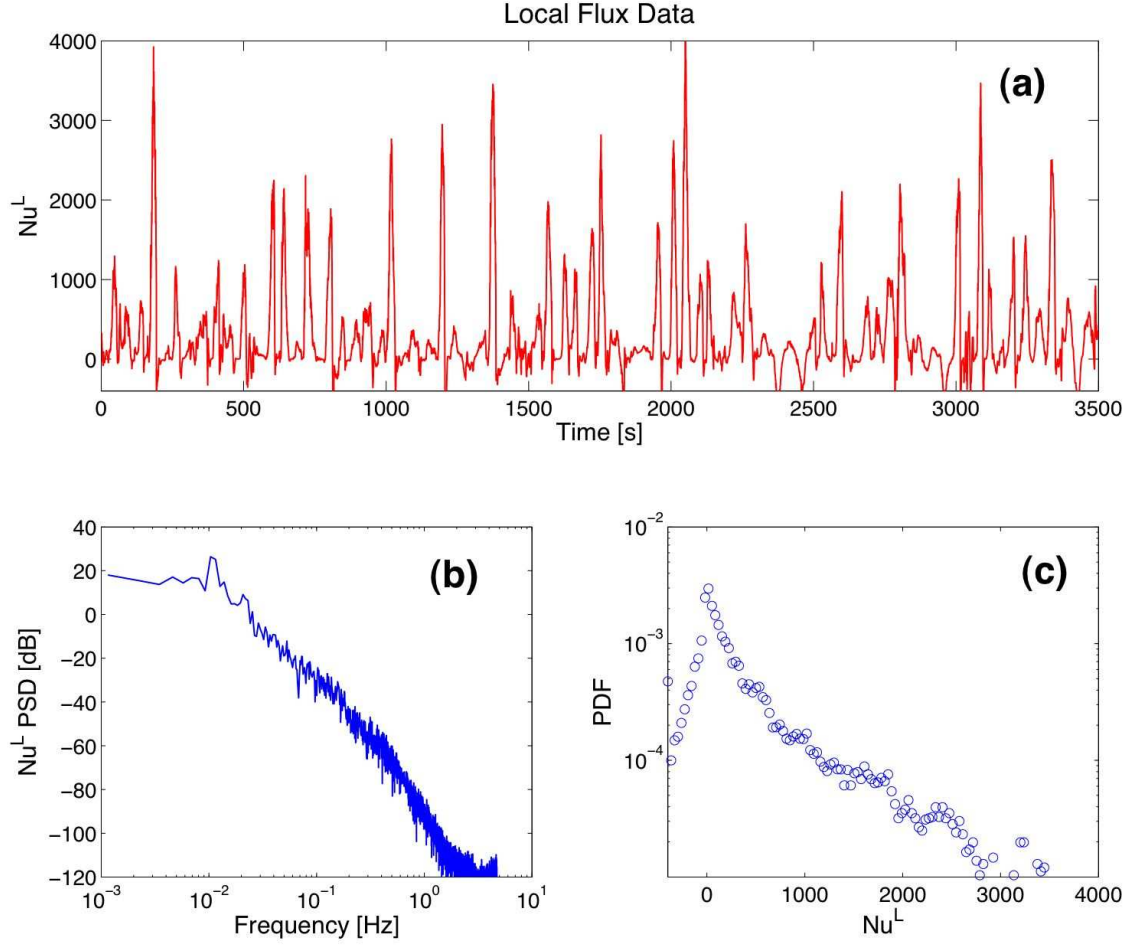 Local Flux Data
(a)
4000
3000
2000
1000
0
Nu^L
0 500 1000 1500 2000 2500 3000 3500
Time [s]
(b)
40
20
0
−20
−40
−60
−80
−100
−120
Nu^L PSD [dB]
10^-3 10^-2 10^-1 10^0 10^1
Frequency [Hz]
(c)
10^-2
10^-3
10^-4
PDF
0 1000 2000 3000 4000
Nu^L